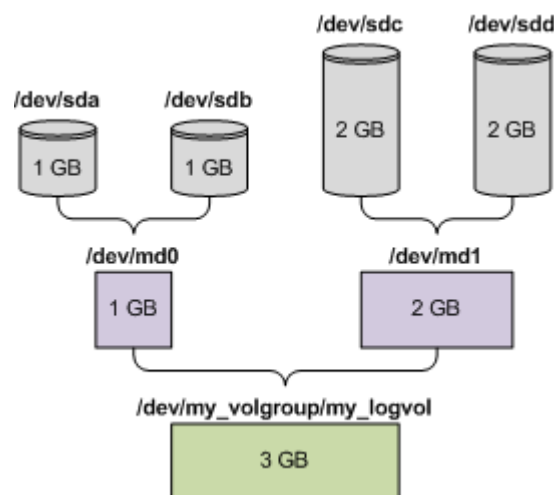 /dev/sdc /dev/sdd
/dev/sda /dev/sdb
2 GB 2 GB
1 GB 1 GB
/dev/md0 /dev/md1
1 GB 2 GB
/dev/my_volgroup/my_logvol
3 GB